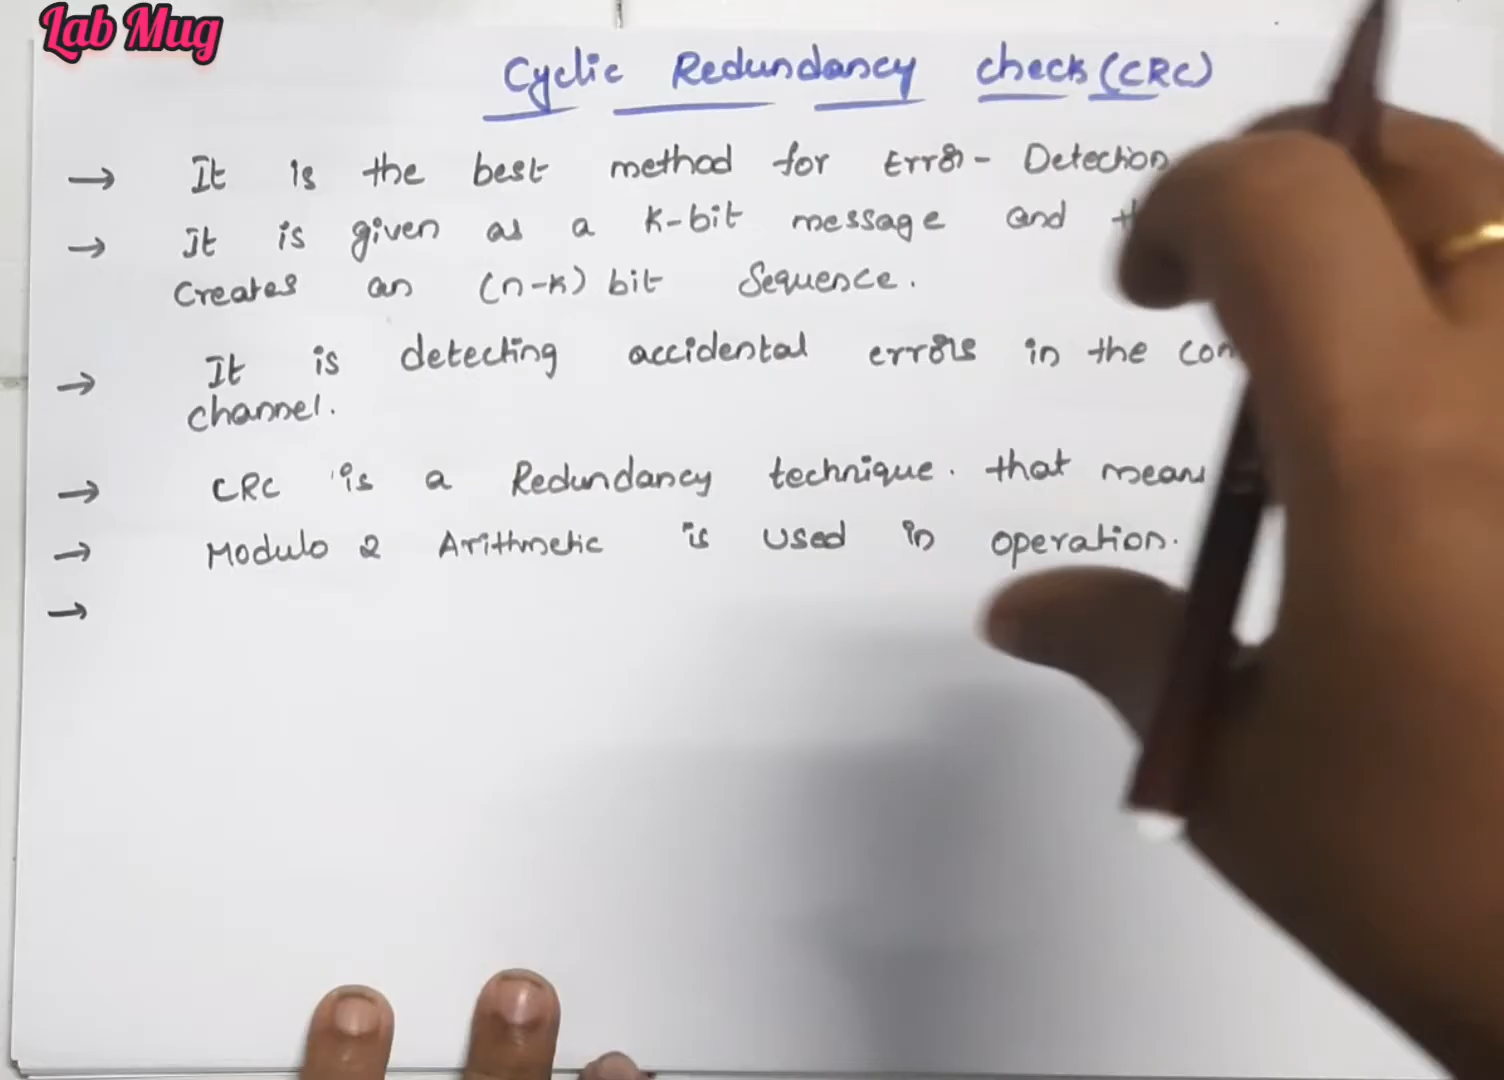 Lab Mug
Cyclic Redundancy check (CRC)
→ It is the best method for Error - Detection
→ It is given as a K-bit message and
creates an (n-k) bit Sequence.
→ It is detecting accidental errors in the
channel.
→ CRC is a Redundancy technique. that means
→ Modulo 2 Arithmetic is used in operation.
→